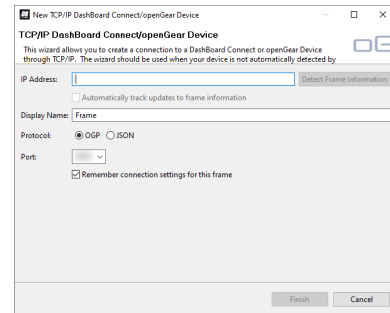 New TCP/IP DashBoard Connect/openGear Device
TCP/IP DashBoard Connect/openGear Device
This wizard allows you to create a connection to a DashBoard Connect or openGear Device
through TCP/IP. The wizard should be used when your device is not automatically detected by
IP Address:
Detect Frame Information
Automatically track updates to frame information
Display Name: Frame
Protocol: OGP JSON
Port:
Remember connection settings for this frame
Finish Cancel